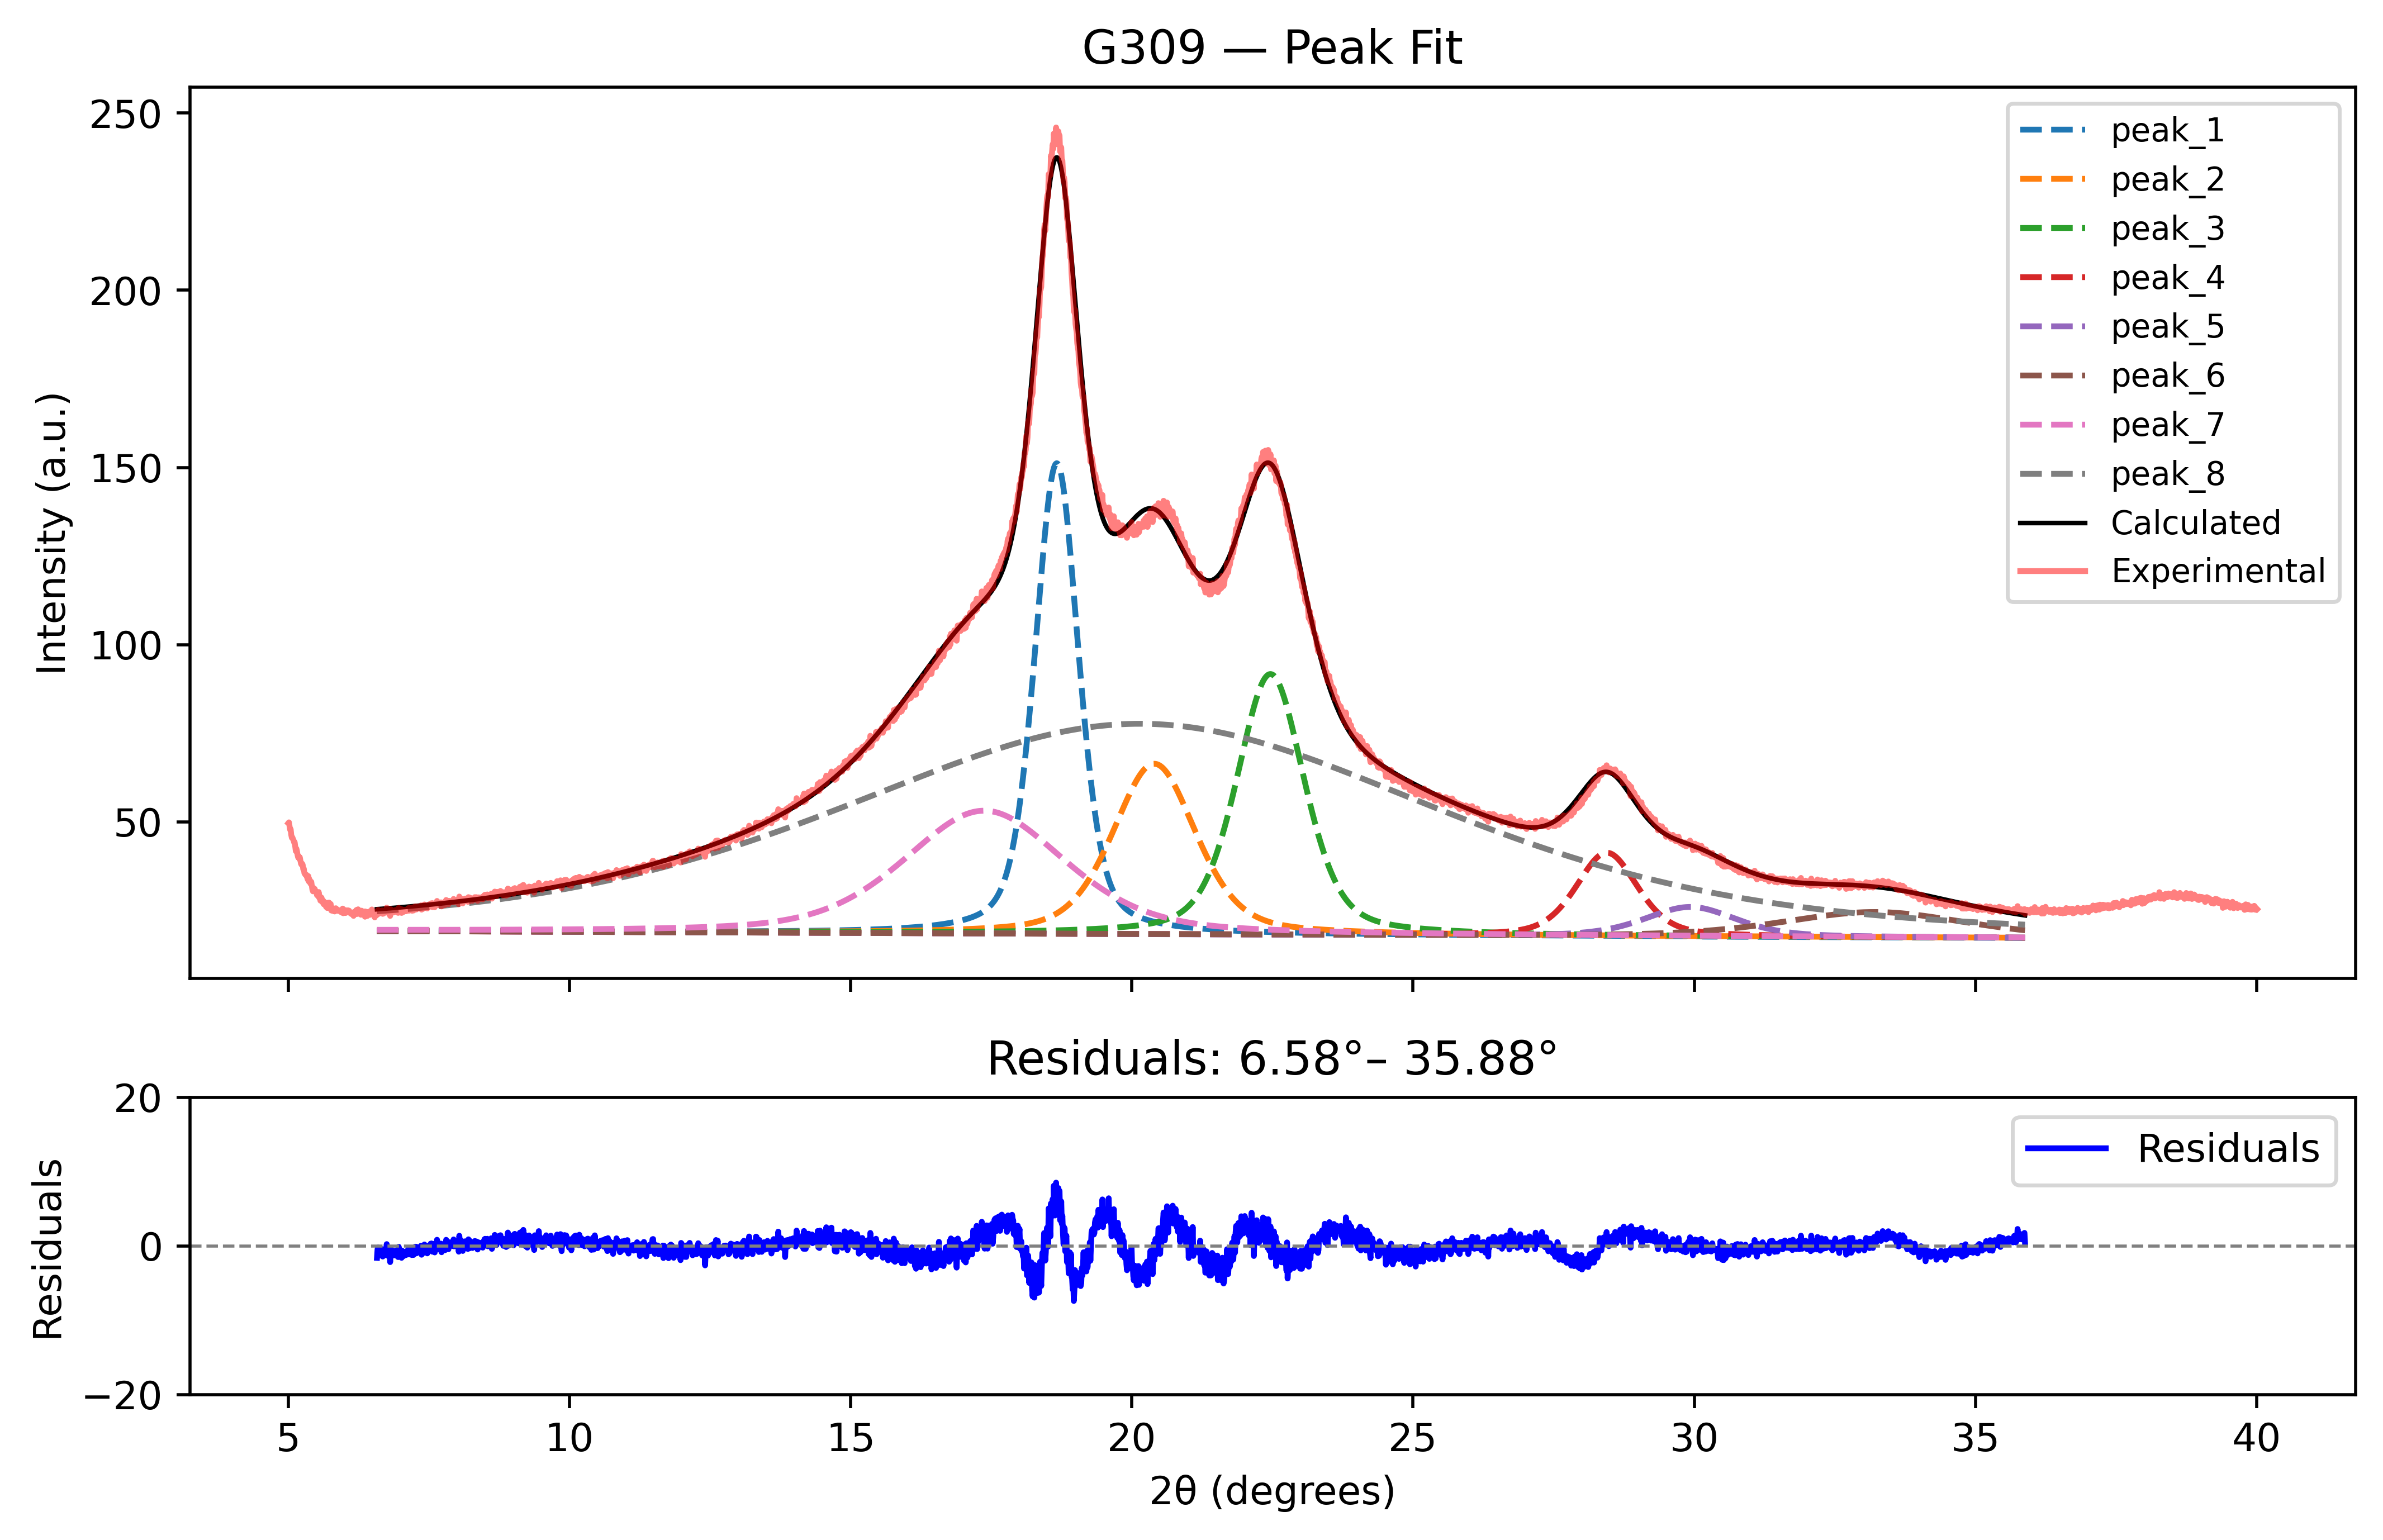 G309 — Peak Fit
250
200
150
100
50
Intensity (a.u.)
peak_1
peak_2
peak_3
peak_4
peak_5
peak_6
peak_7
peak_8
Calculated
Experimental
Residuals: 6.58°– 35.88°
20
0
−20
Residuals
Residuals
5 10 15 20 25 30 35 40
2θ (degrees)